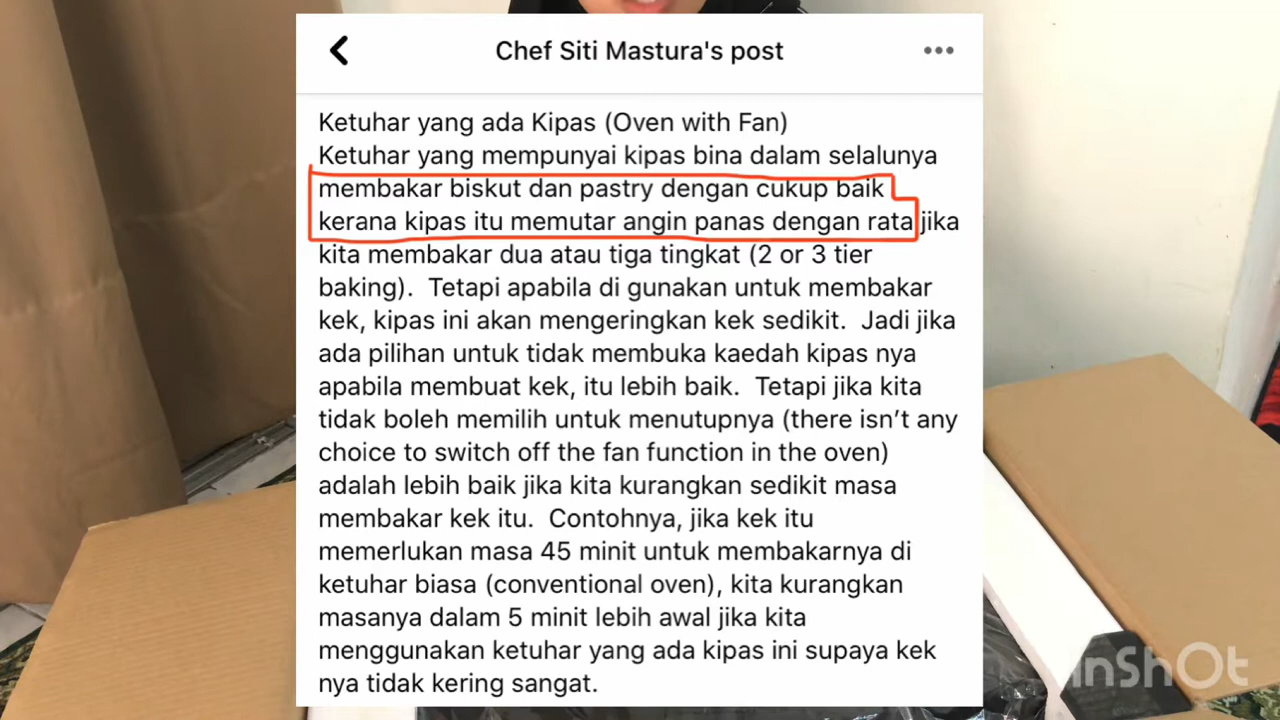 Chef Siti Mastura's post
Ketuhar yang ada Kipas (Oven with Fan)
Ketuhar yang mempunyai kipas bina dalam selalunya
membakar biskut dan pastry dengan cukup baik
kerana kipas itu memutar angin panas dengan rata jika
kita membakar dua atau tiga tingkat (2 or 3 tier
baking).  Tetapi apabila di gunakan untuk membakar
kek, kipas ini akan mengeringkan kek sedikit.  Jadi jika
ada pilihan untuk tidak membuka kaedah kipas nya
apabila membuat kek, itu lebih baik.  Tetapi jika kita
tidak boleh memilih untuk menutupnya (there isn’t any
choice to switch off the fan function in the oven)
adalah lebih baik jika kita kurangkan sedikit masa
membakar kek itu.  Contohnya, jika kek itu
memerlukan masa 45 minit untuk membakarnya di
ketuhar biasa (conventional oven), kita kurangkan
masanya dalam 5 minit lebih awal jika kita
menggunakan ketuhar yang ada kipas ini supaya kek
nya tidak kering sangat.
InShOt